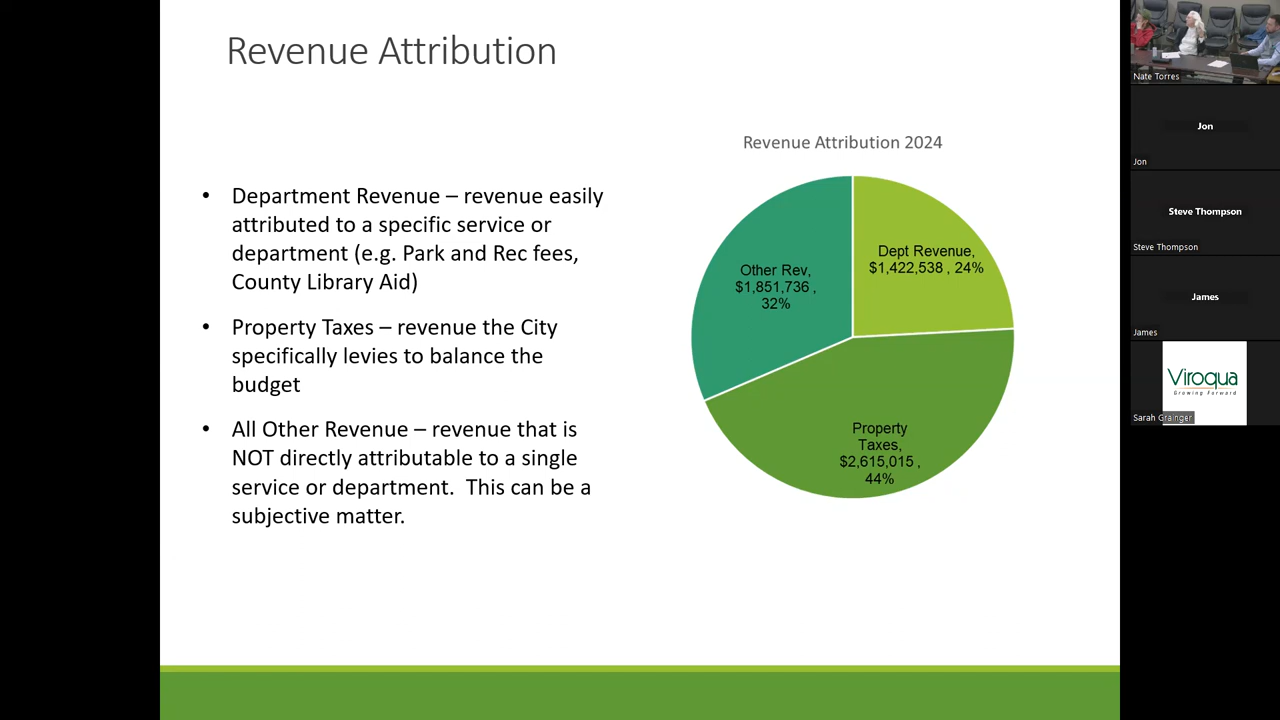 Revenue Attribution
• Department Revenue – revenue easily
attributed to a specific service or
department (e.g. Park and Rec fees,
County Library Aid)
• Property Taxes – revenue the City
specifically levies to balance the
budget
• All Other Revenue – revenue that is
NOT directly attributable to a single
service or department.  This can be a
subjective matter.
Revenue Attribution 2024
Dept Revenue,
$1,422,538 , 24%
Other Rev,
$1,851,736 ,
32%
Property
Taxes,
$2,615,015 ,
44%
Nate Torres
Jon
Jon
Steve Thompson
Steve Thompson
James
James
Viroqua
Growing Forward
Sarah Grainger